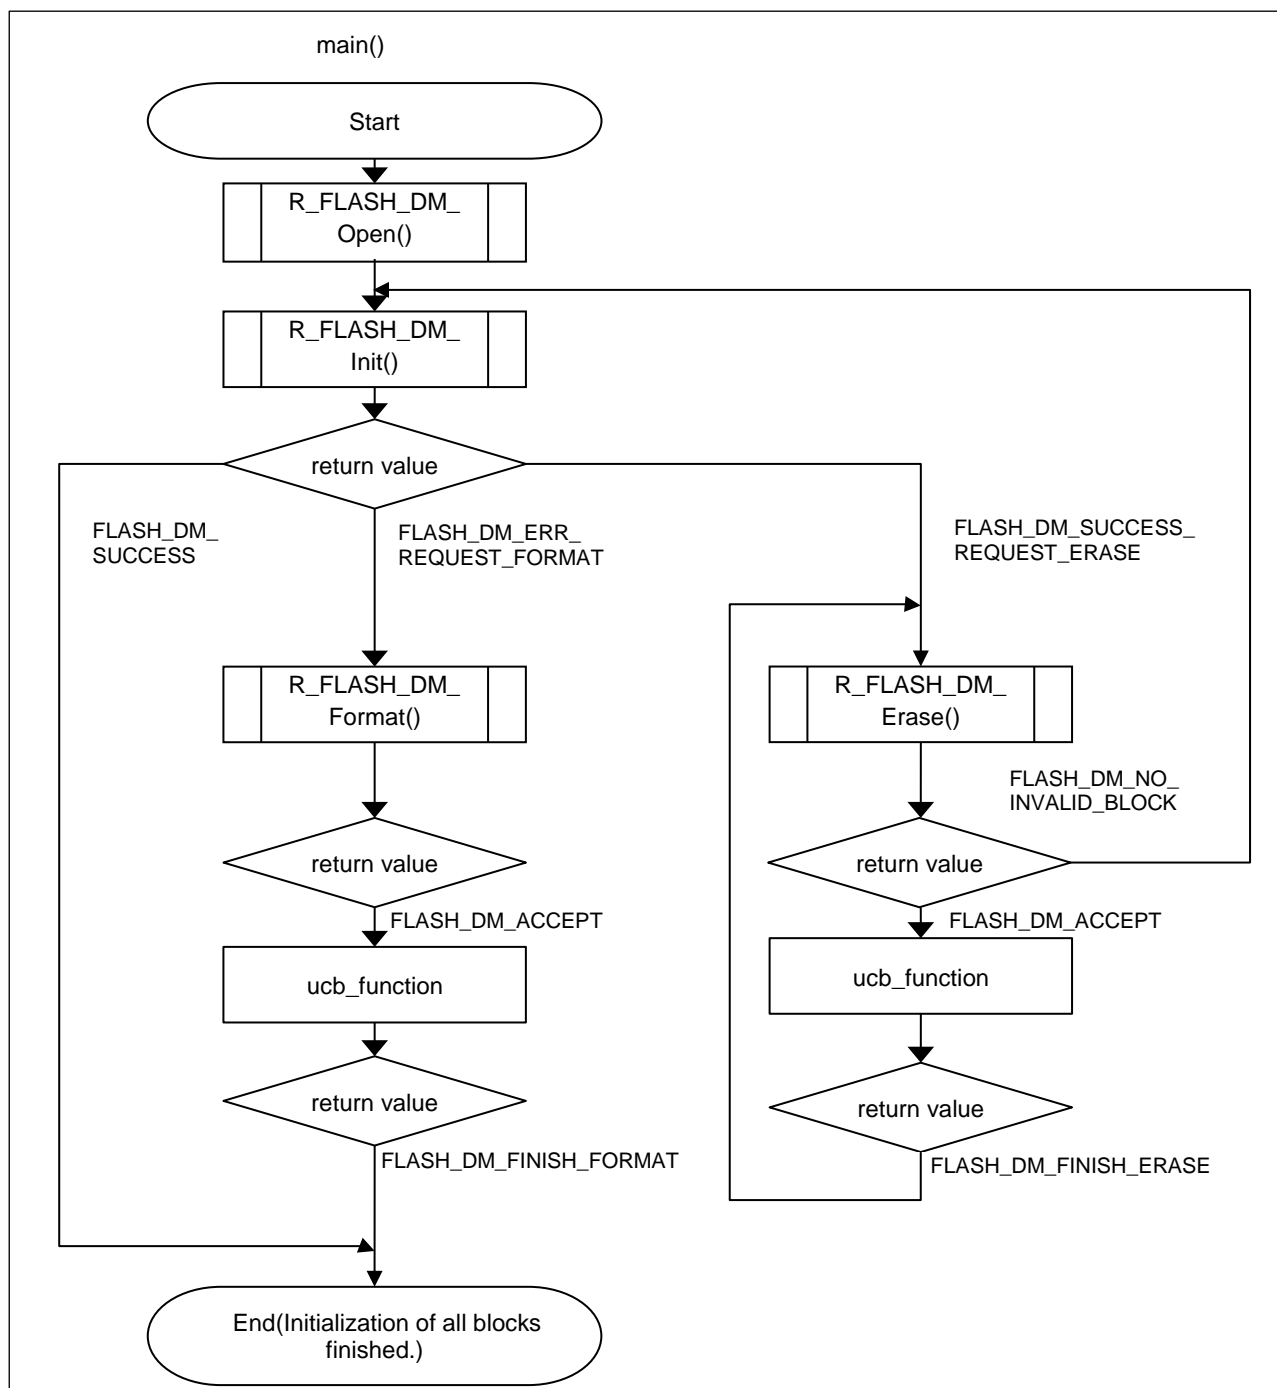 main()
Start
R_FLASH_DM_
Open()
R_FLASH_DM_
Init()
return value
FLASH_DM_
SUCCESS
FLASH_DM_ERR_
REQUEST_FORMAT
FLASH_DM_SUCCESS_
REQUEST_ERASE
R_FLASH_DM_
Format()
R_FLASH_DM_
Erase()
FLASH_DM_NO_
INVALID_BLOCK
return value
return value
FLASH_DM_ACCEPT
FLASH_DM_ACCEPT
ucb_function
ucb_function
return value
return value
FLASH_DM_FINISH_FORMAT
FLASH_DM_FINISH_ERASE
End(Initialization of all blocks
finished.)